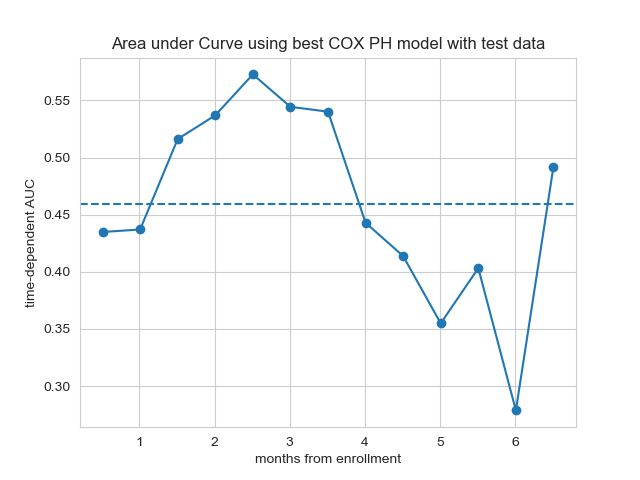 Area under Curve using best COX PH model with test data
time-dependent AUC
0.55
0.50
0.45
0.40
0.35
0.30
1 2 3 4 5 6
months from enrollment